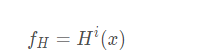 f_H = H^i(x)